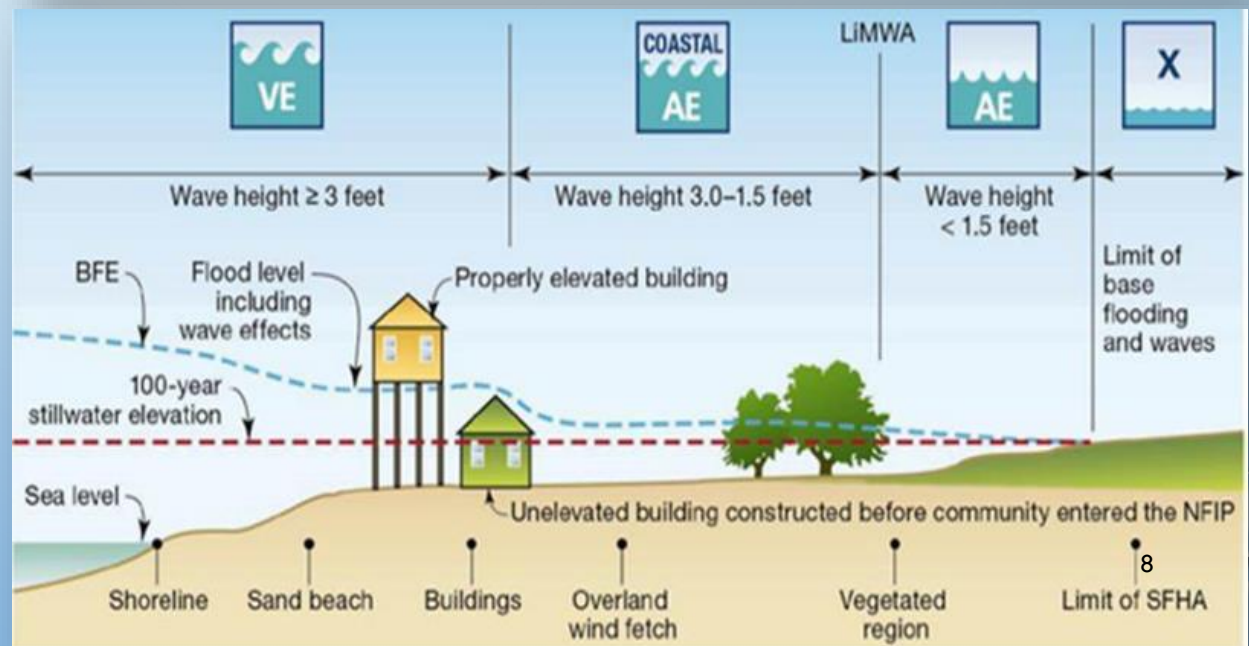 VE
COASTAL
AE
LiMWA
AE
X
Wave height ≥ 3 feet
Wave height 3.0–1.5 feet
Wave height
< 1.5 feet
BFE
Flood level
including
wave effects
Properly elevated building
Limit of
base
flooding
and waves
100-year
stillwater elevation
Sea level
Unelevated building constructed before community entered the NFIP
8
Shoreline
Sand beach
Buildings
Overland
wind fetch
Vegetated
region
Limit of SFHA